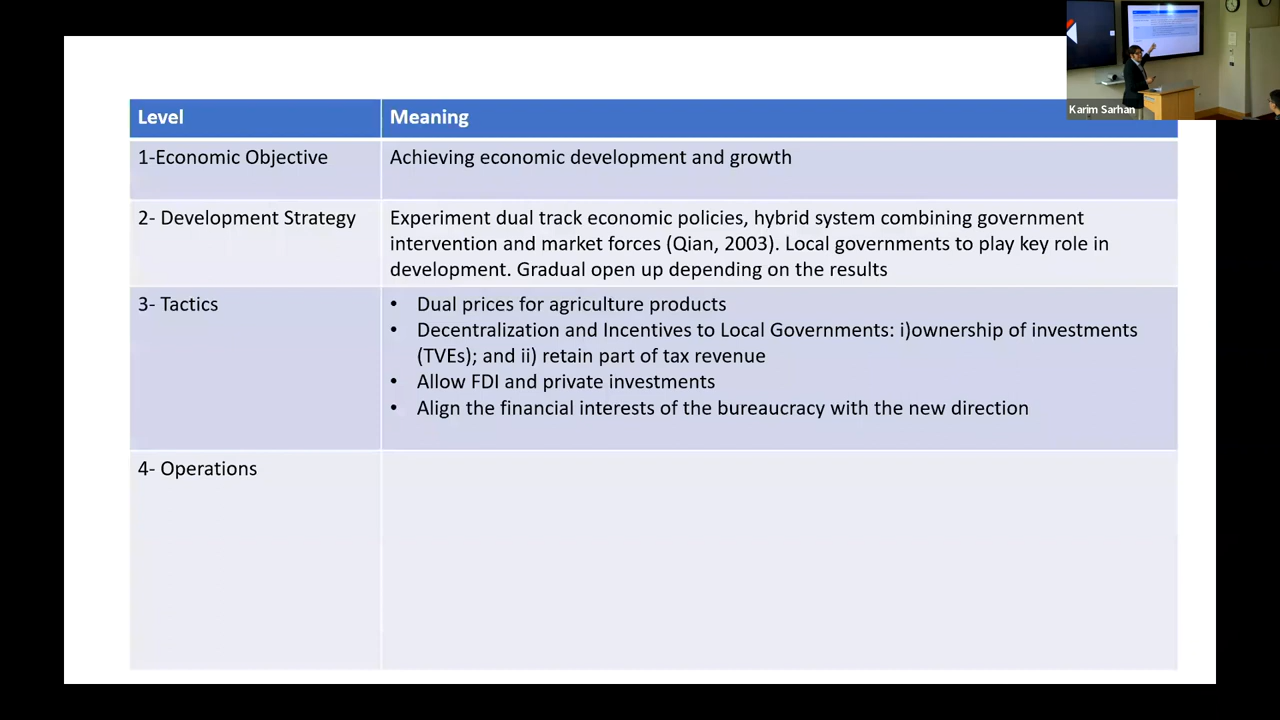 Level
Meaning
1-Economic Objective
Achieving economic development and growth
2- Development Strategy
Experiment dual track economic policies, hybrid system combining government
intervention and market forces (Qian, 2003). Local governments to play key role in
development. Gradual open up depending on the results
3- Tactics
• Dual prices for agriculture products
• Decentralization and Incentives to Local Governments: i)ownership of investments
(TVEs); and ii) retain part of tax revenue
• Allow FDI and private investments
• Align the financial interests of the bureaucracy with the new direction
4- Operations
Karim Sarhan